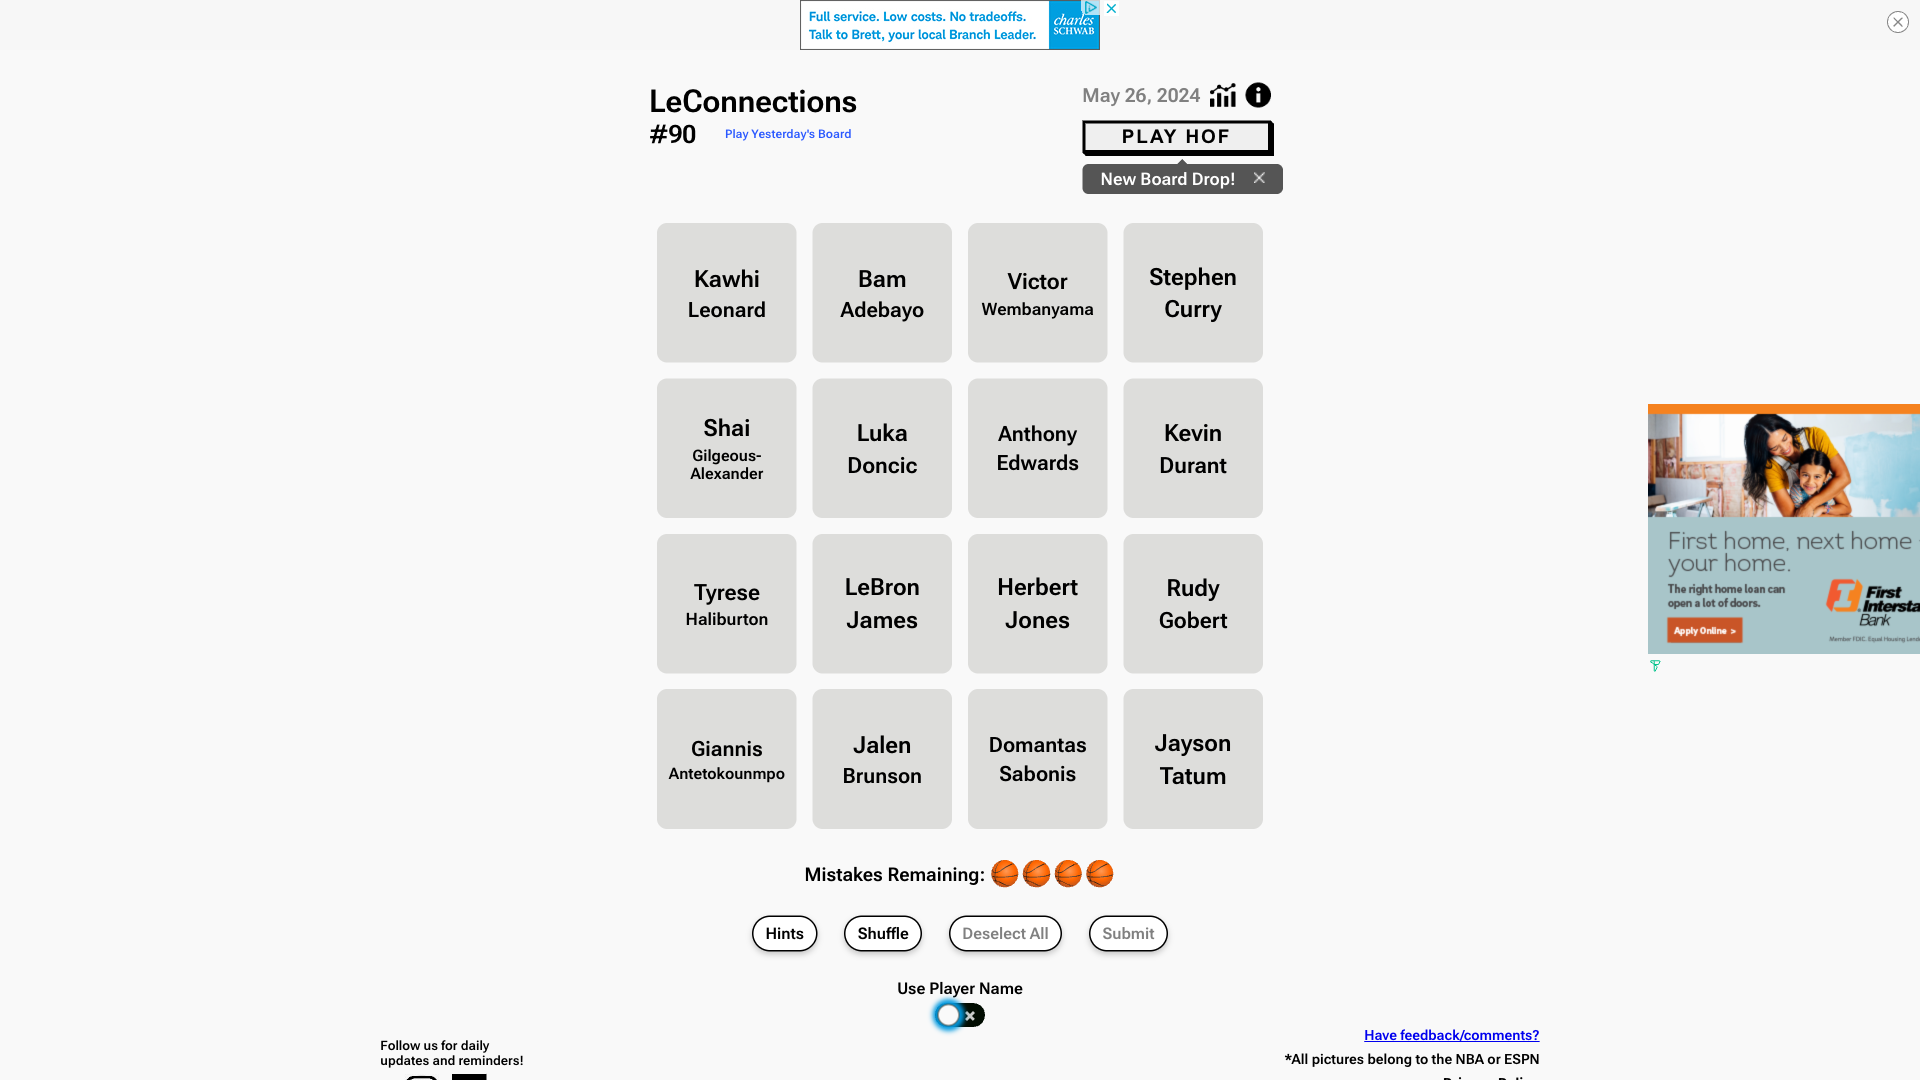 Full service. Low costs. No tradeoffs.
Talk to Brett, your local Branch Leader.
charles
SCHWAB
LeConnections
#90
Play Yesterday's Board
May 26, 2024
PLAY HOF
New Board Drop!
Kawhi
Leonard
Bam
Adebayo
Victor
Wembanyama
Stephen
Curry
Shai
Gilgeous-
Alexander
Luka
Doncic
Anthony
Edwards
Kevin
Durant
Tyrese
Haliburton
LeBron
James
Herbert
Jones
Rudy
Gobert
Giannis
Antetokounmpo
Jalen
Brunson
Domantas
Sabonis
Jayson
Tatum
Mistakes Remaining:
Hints
Shuffle
Deselect All
Submit
Use Player Name
Follow us for daily
updates and reminders!
Have feedback/comments?
*All pictures belong to the NBA or ESPN
First home, next home
your home.
The right home loan can
open a lot of doors.
Apply Online >
First
Bank
Member FDIC. Equal Housing